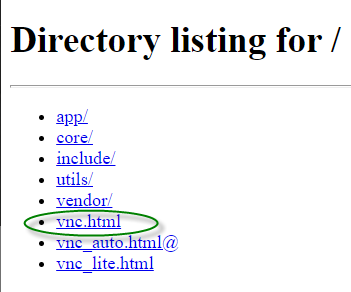 Directory listing for /
app/
core/
include/
utils/
vendor/
vnc.html
vnc_auto.html@
vnc_lite.html